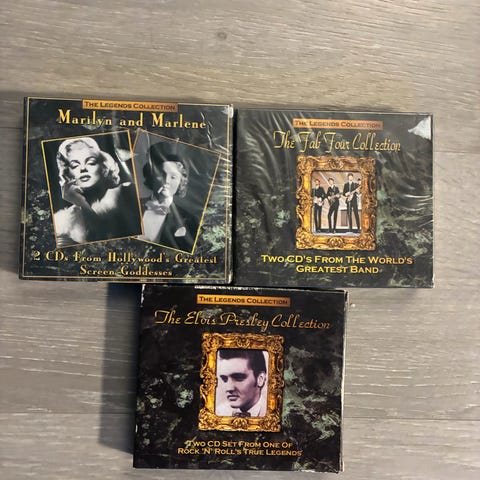 THE LEGENDS COLLECTION
Marilyn and Marlene
2 CDs From Hollywood's Greatest
Screen Goddesses
THE LEGENDS COLLECTION
The Fab Four Collection
TWO CD'S FROM THE WORLD'S
GREATEST BAND
THE LEGENDS COLLECTION
The Elvis Presley Collection
TWO CD SET FROM ONE OF
ROCK 'N' ROLL'S TRUE LEGENDS